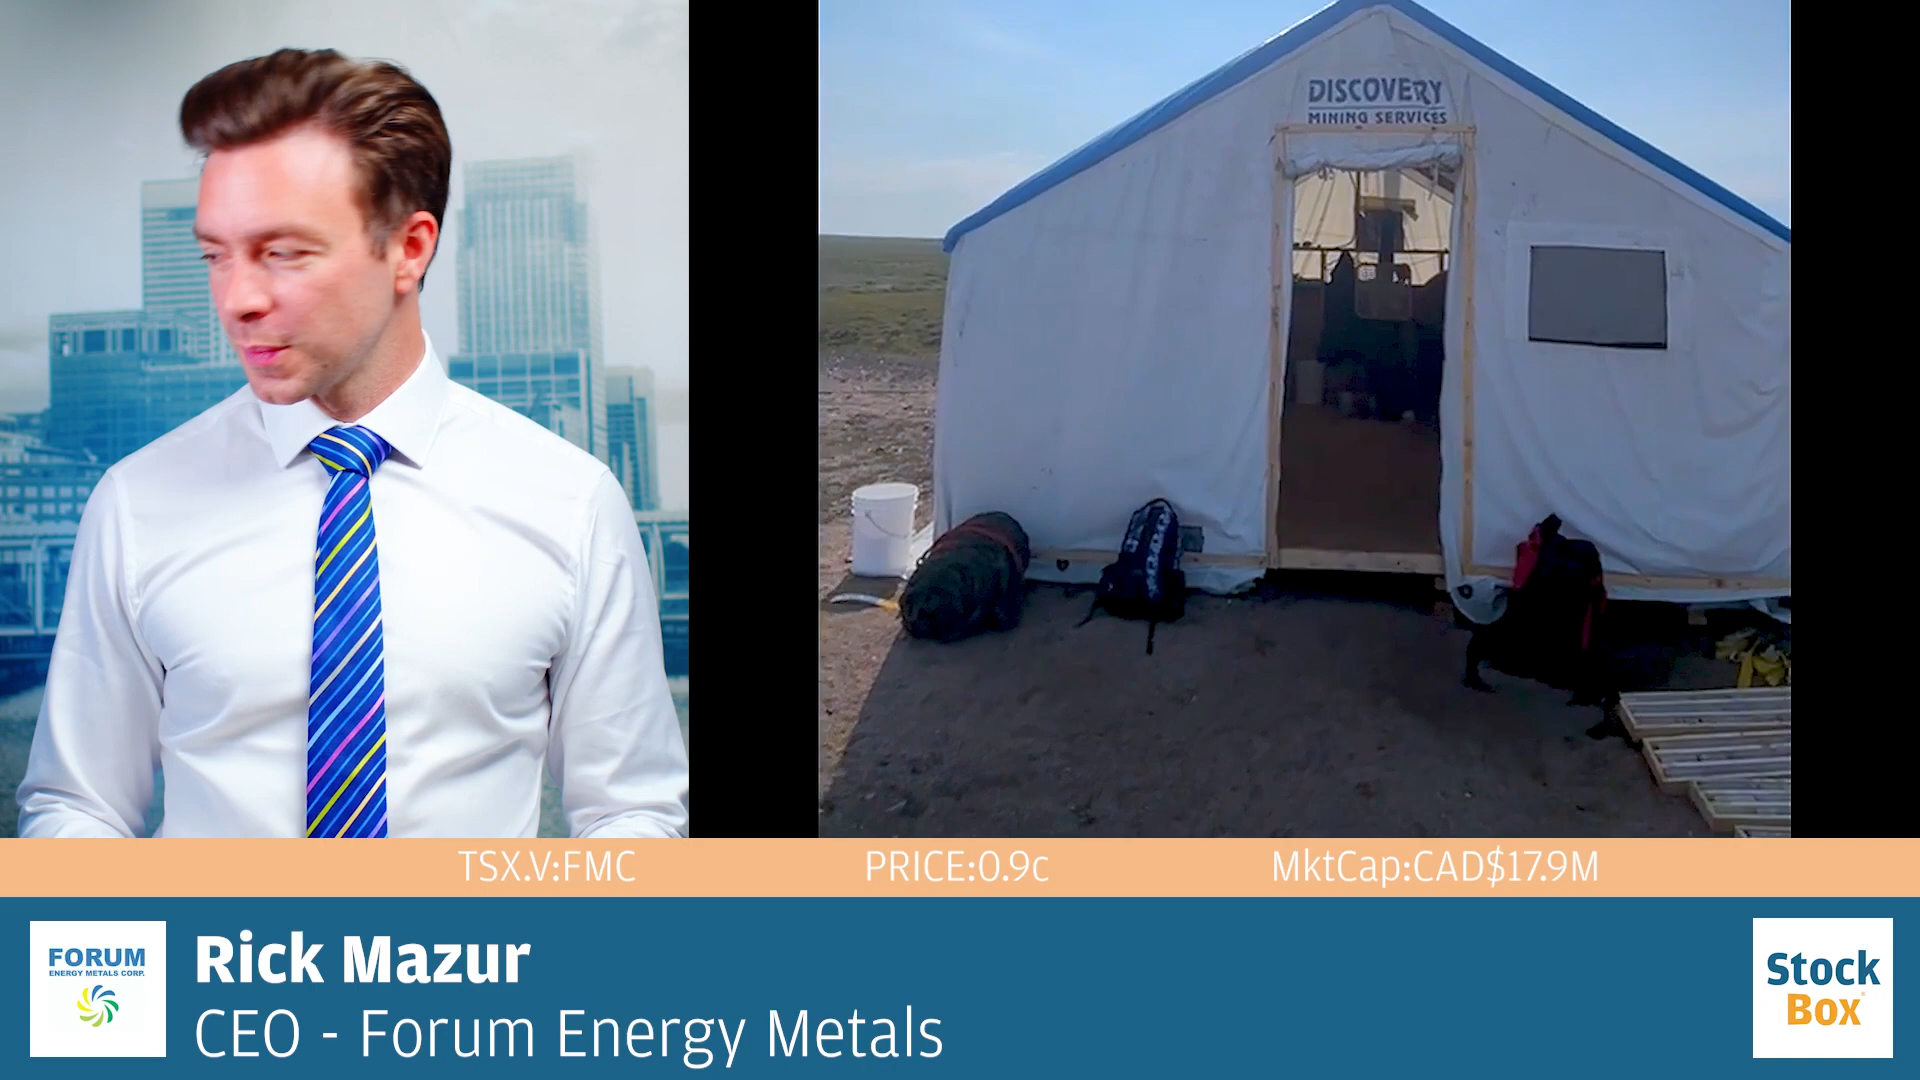 DISCOVERY
MINING SERVICES
TSX.V:FMC PRICE:0.9c MktCap:CAD$17.9M
FORUM
ENERGY METALS CORP.
Rick Mazur
CEO - Forum Energy Metals
Stock
Box